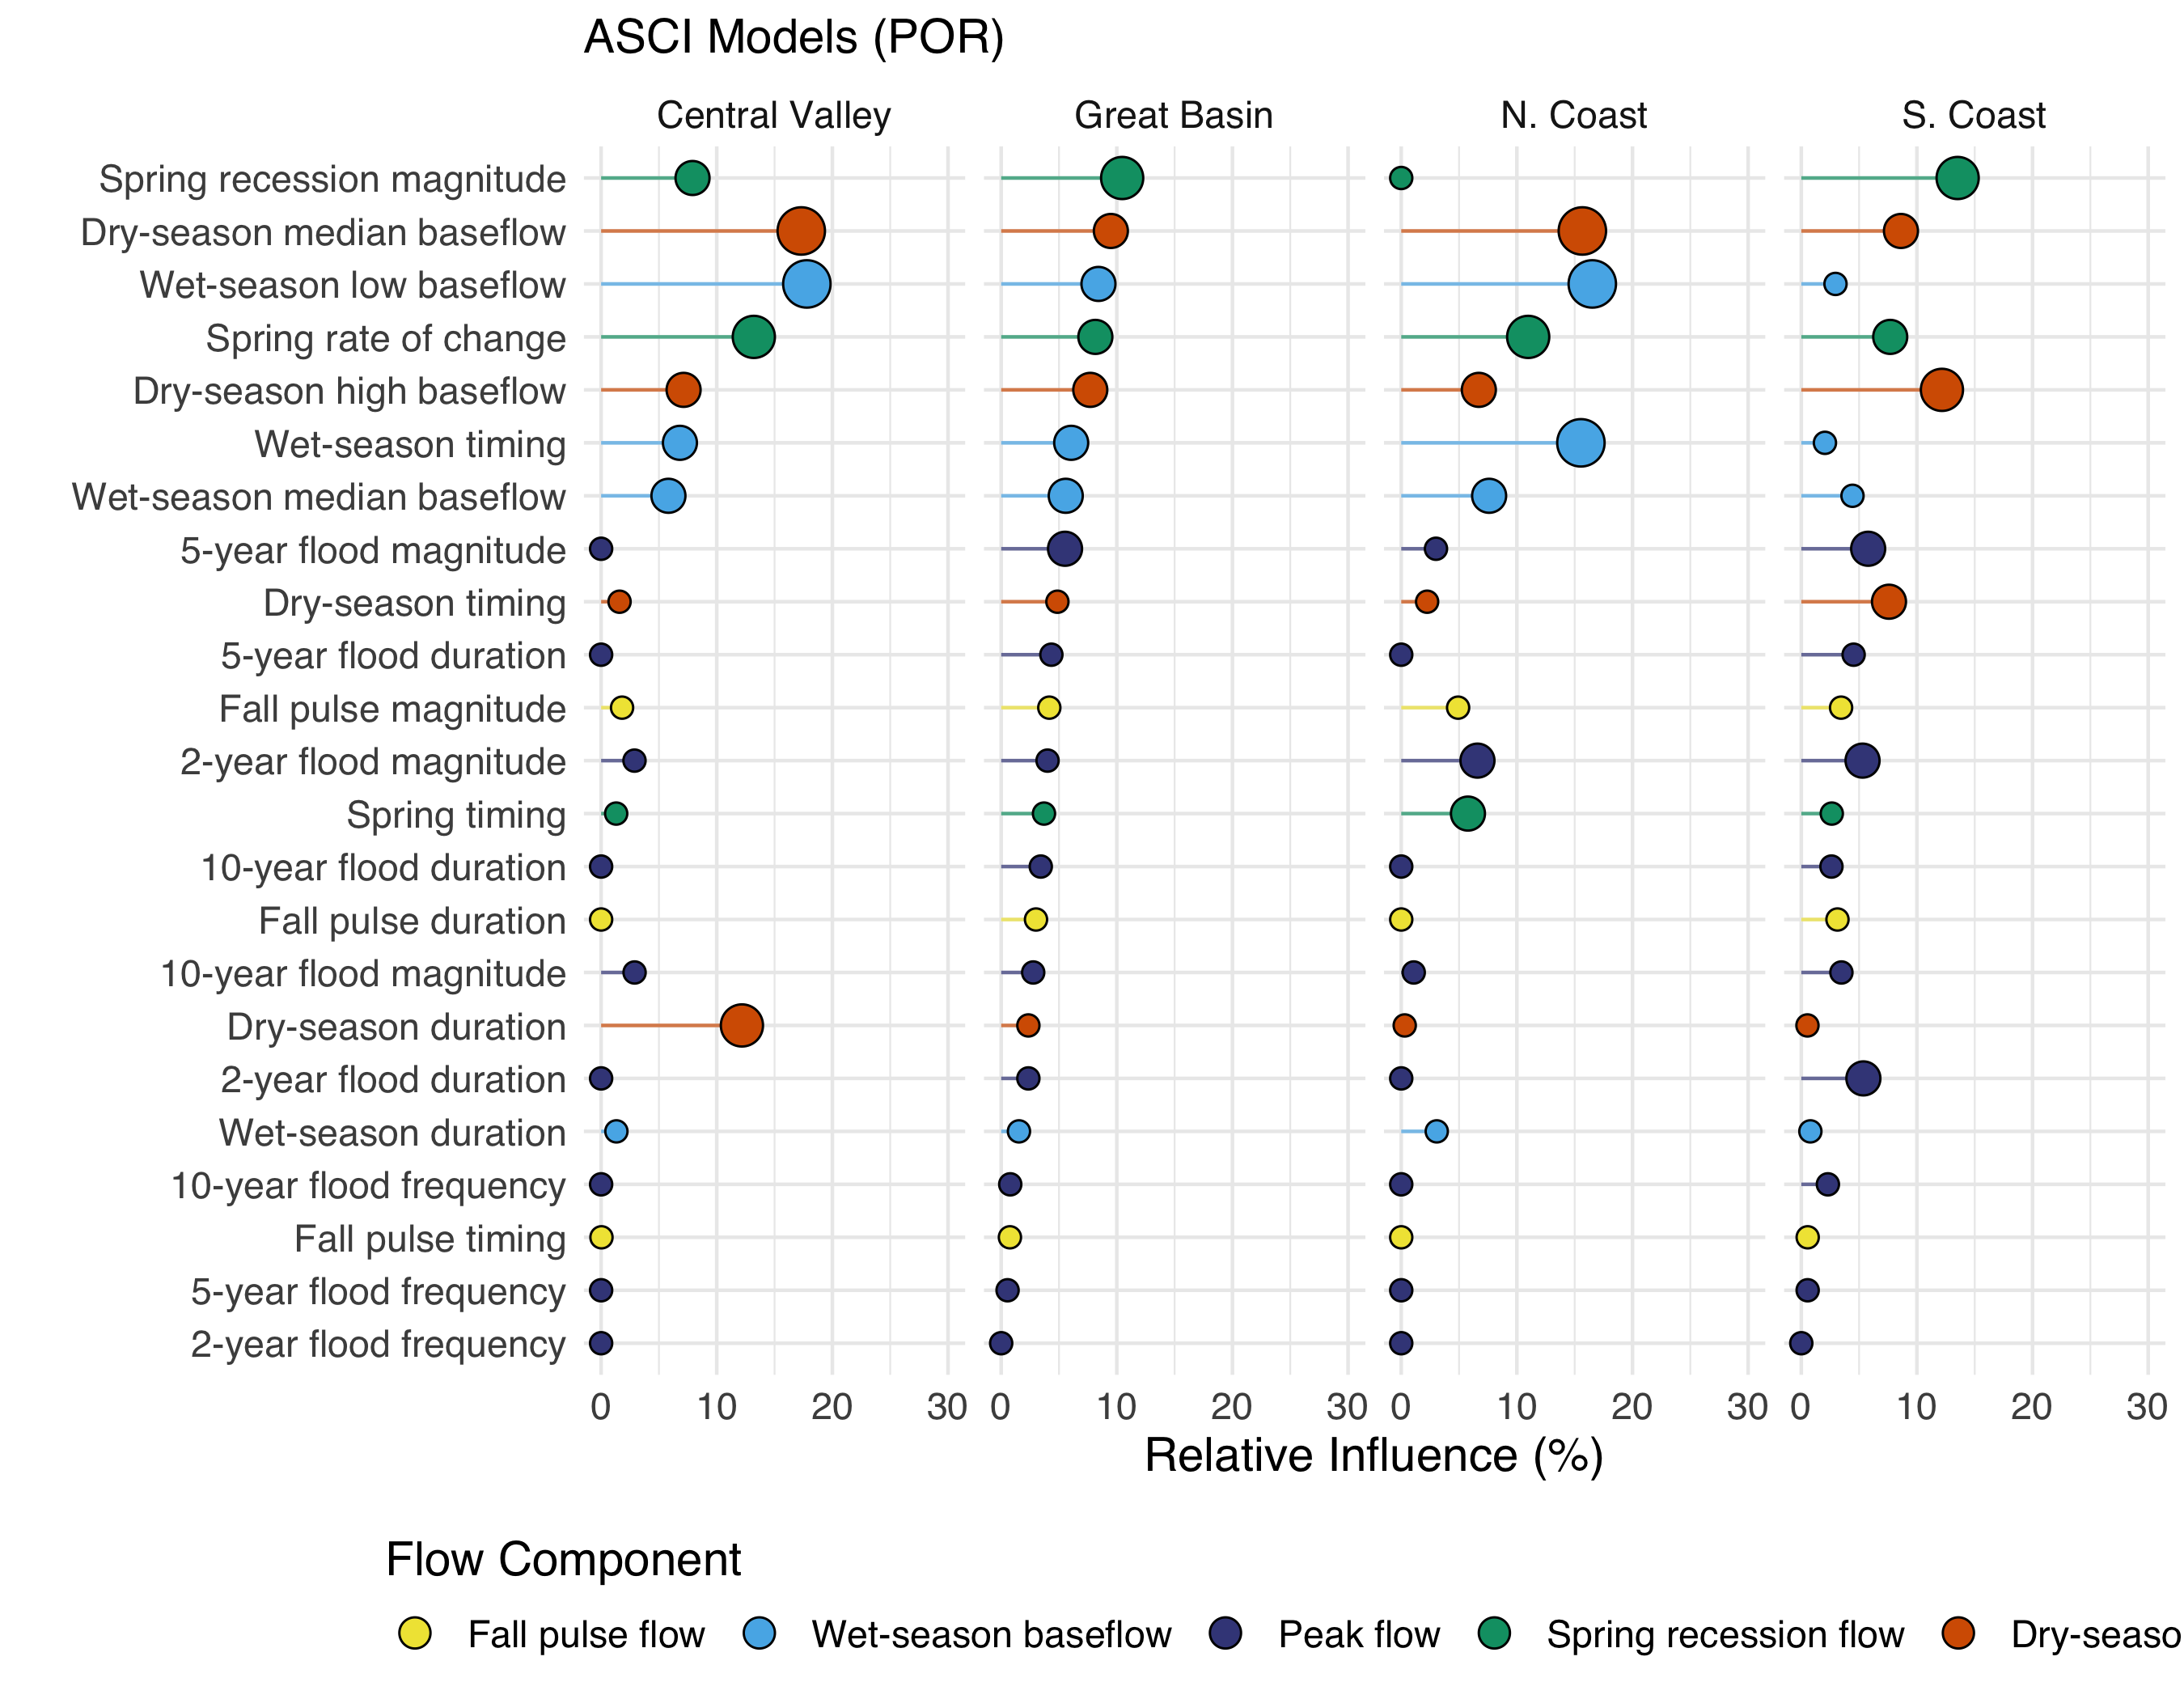 ASCI Models (POR)
Central Valley Great Basin N. Coast S. Coast
Spring recession magnitude
Dry-season median baseflow
Wet-season low baseflow
Spring rate of change
Dry-season high baseflow
Wet-season timing
Wet-season median baseflow
5-year flood magnitude
Dry-season timing
5-year flood duration
Fall pulse magnitude
2-year flood magnitude
Spring timing
10-year flood duration
Fall pulse duration
10-year flood magnitude
Dry-season duration
2-year flood duration
Wet-season duration
10-year flood frequency
Fall pulse timing
5-year flood frequency
2-year flood frequency
0 10 20 30 0 10 20 30 0 10 20 30 0 10 20 30
Relative Influence (%)
Flow Component
Fall pulse flow Wet-season baseflow Peak flow Spring recession flow Dry-seaso